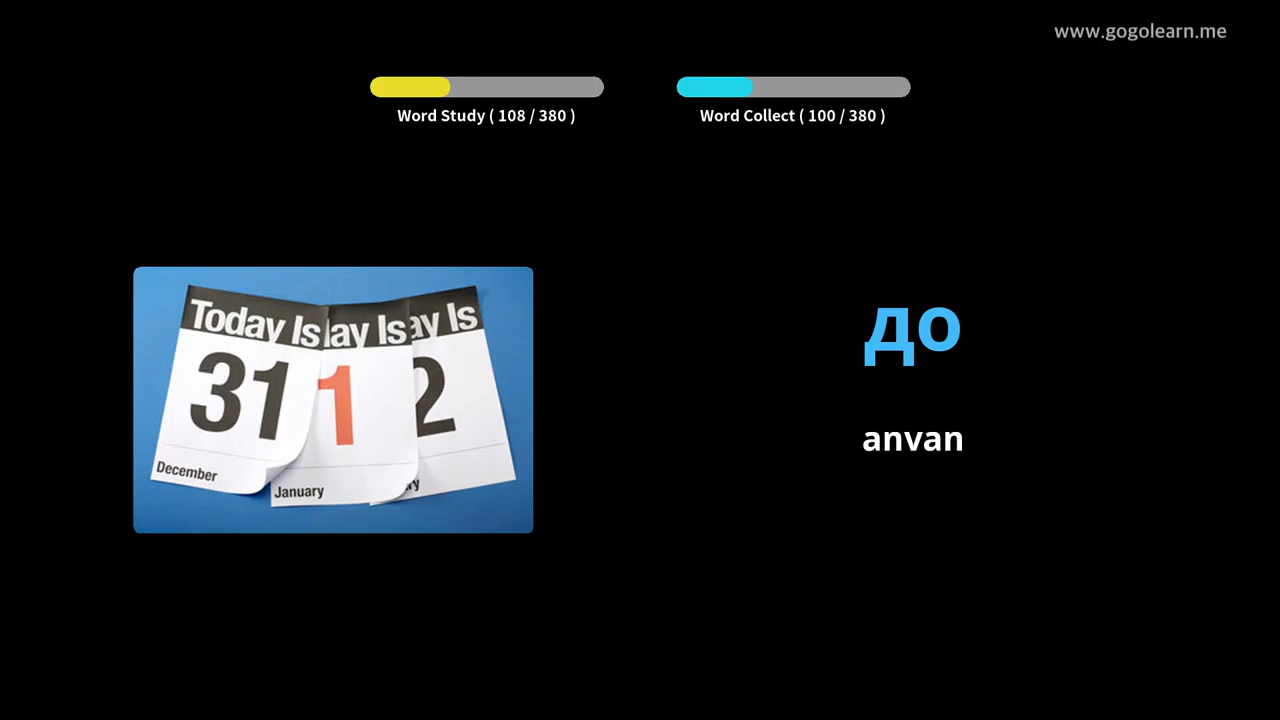 www.gogolearn.me
Word Study ( 108 / 380 )
Word Collect ( 100 / 380 )
Today Is
31
December
ay Is
1
January
ay Is
2
ry
до
anvan